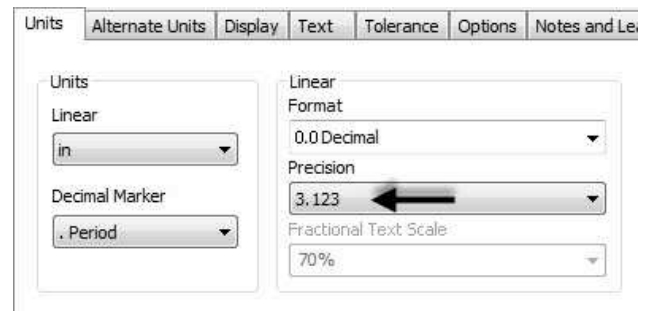 Units Alternate Units Display Text Tolerance Options Notes and Le
Units
Linear
in
Decimal Marker
. Period
Linear
Format
0.0 Decimal
Precision
3.123
Fractional Text Scale
70%